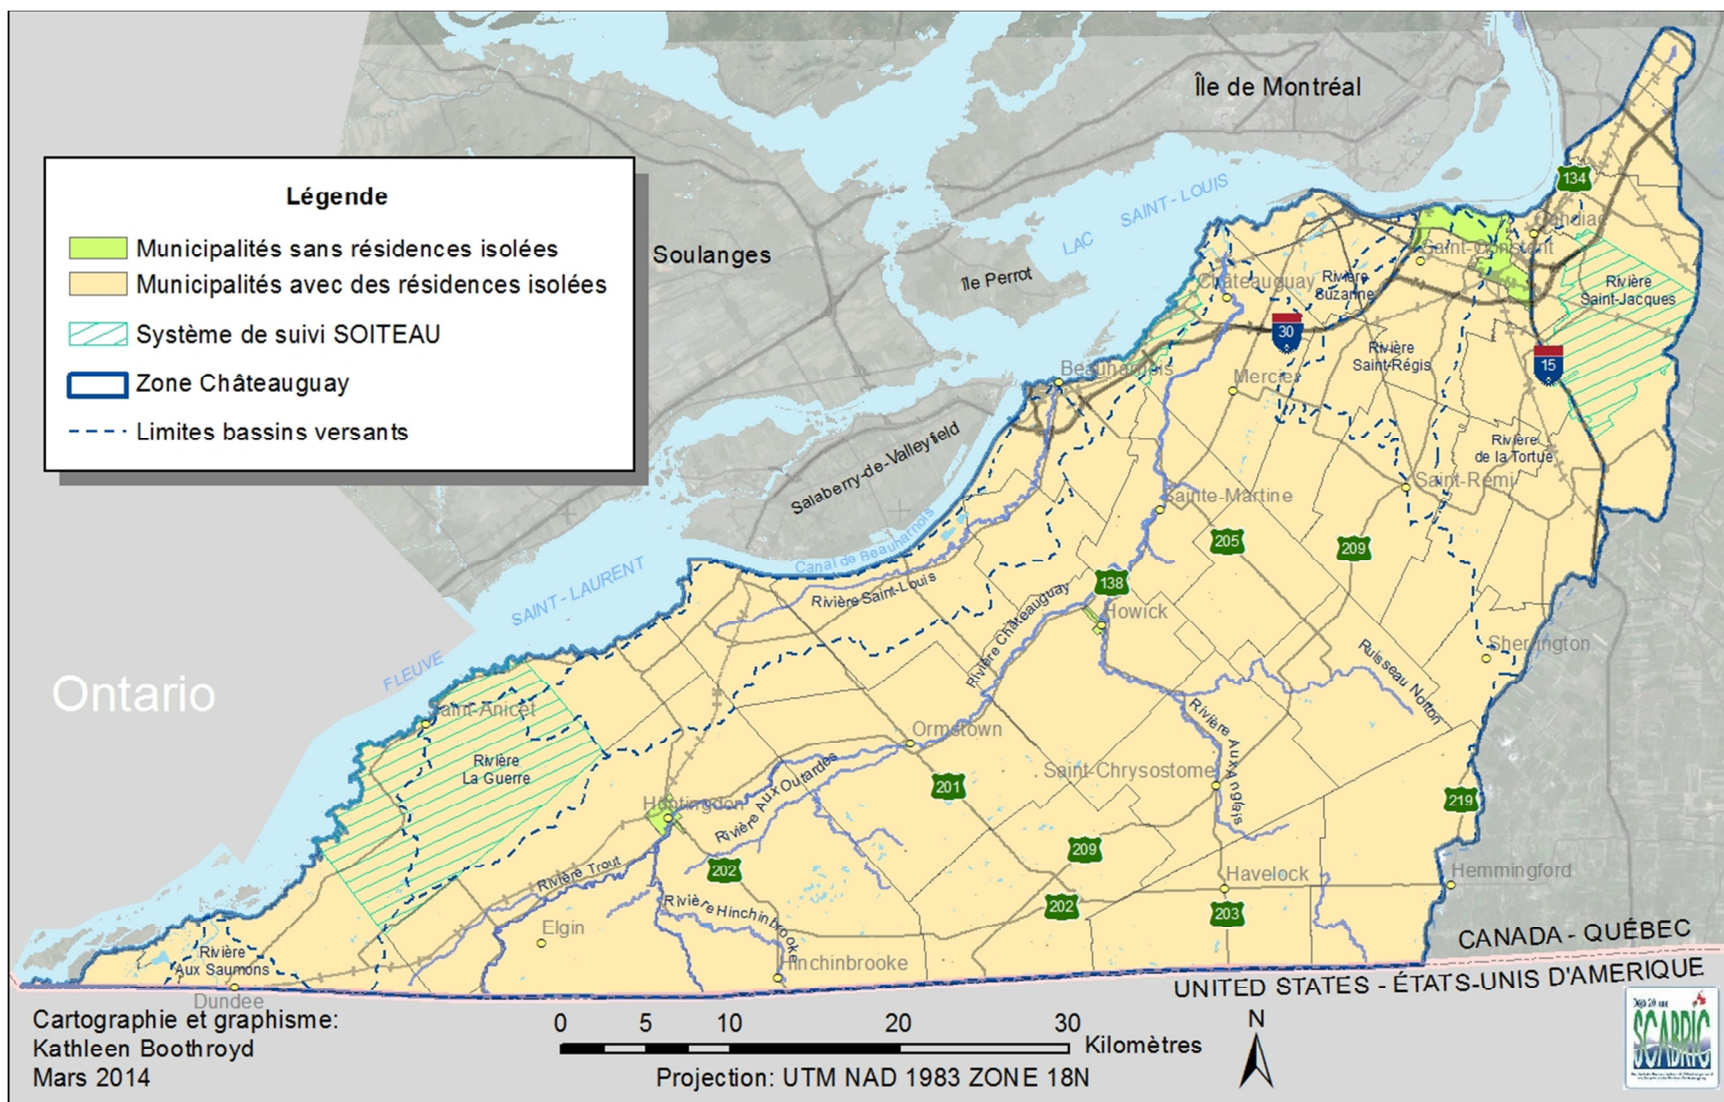 Île de Montréal
Légende
Municipalités sans résidences isolées
Municipalités avec des résidences isolées
Système de suivi SOITEAU
Zone Châteauguay
Limites bassins versants
Soulanges
Île Perrot
LAC SAINT-LOUIS
134
Candiac
Saint-Constant
Rivière
Saint-Jacques
Châteauguay
Rivière
Suzanne
30
Rivière
Saint-Régis
15
Beauharnois
Mercier
Salaberry-de-Valleyfield
Rivière
de la Tortue
Saint-Rémi
Sainte-Martine
Canal de Beauharnois
205
209
FLEUVE SAINT-LAURENT
Rivière Saint-Louis
138
Howick
Rivière Châteauguay
Sherrington
Ruisseau Norton
Ontario
Saint-Anicet
Rivière
La Guerre
Ormstown
Rivière Aux Anglais
Saint-Chrysostome
201
219
Huntingdon
Rivière Aux Outardes
209
Rivière Trout
202
Havelock
Hemmingford
Rivière Hinchinbrooke
202
203
Elgin
Rivière
Aux Saumons
Hinchinbrooke
CANADA - QUÉBEC
UNITED STATES - ÉTATS-UNIS D'AMERIQUE
Dundee
Cartographie et graphisme:
Kathleen Boothroyd
Mars 2014
0 5 10 20 30
Kilomètres
Projection: UTM NAD 1983 ZONE 18N
N
Déjà 20 ans
SCABRIC